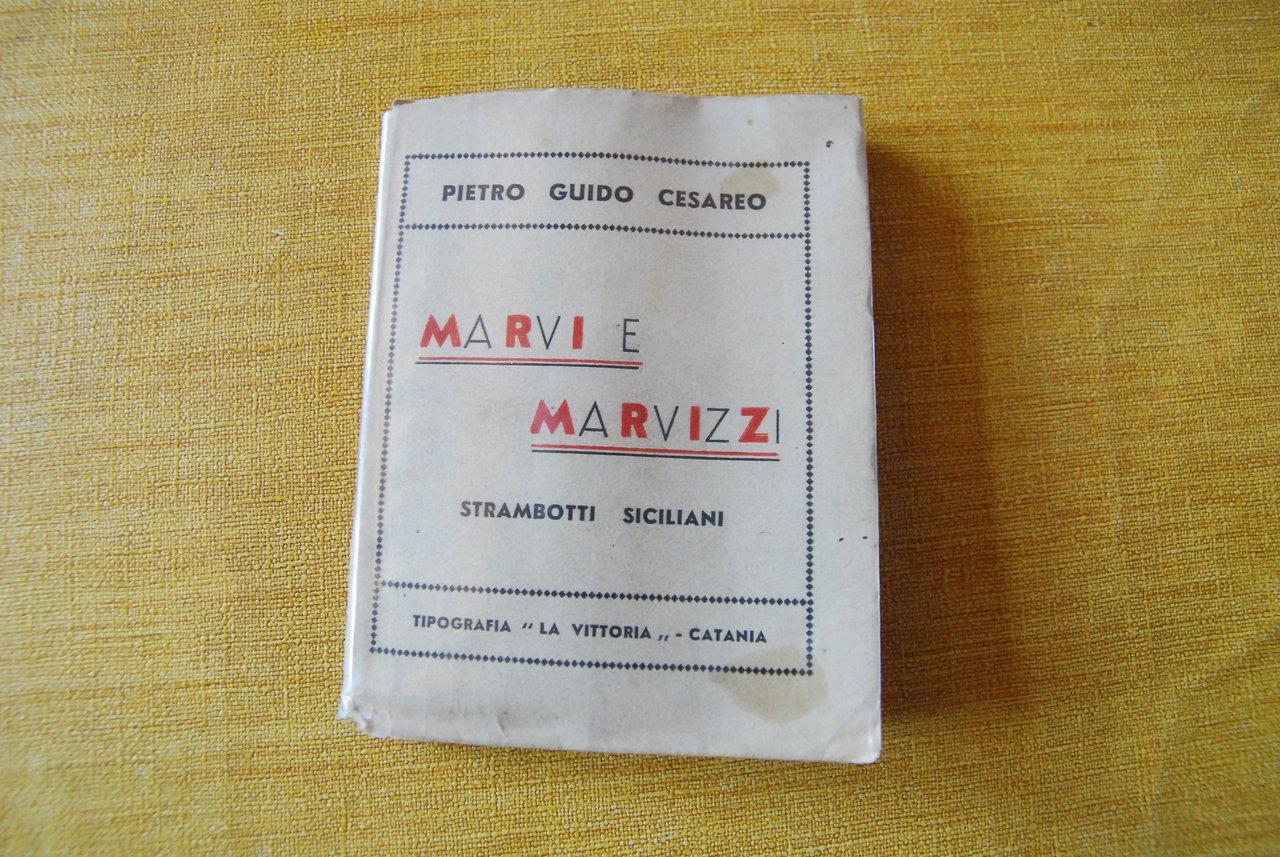 PIETRO GUIDO CESAREO
MARVI E
MARVIZZI
STRAMBOTTI SICILIANI
TIPOGRAFIA “ LA VITTORIA „ - CATANIA